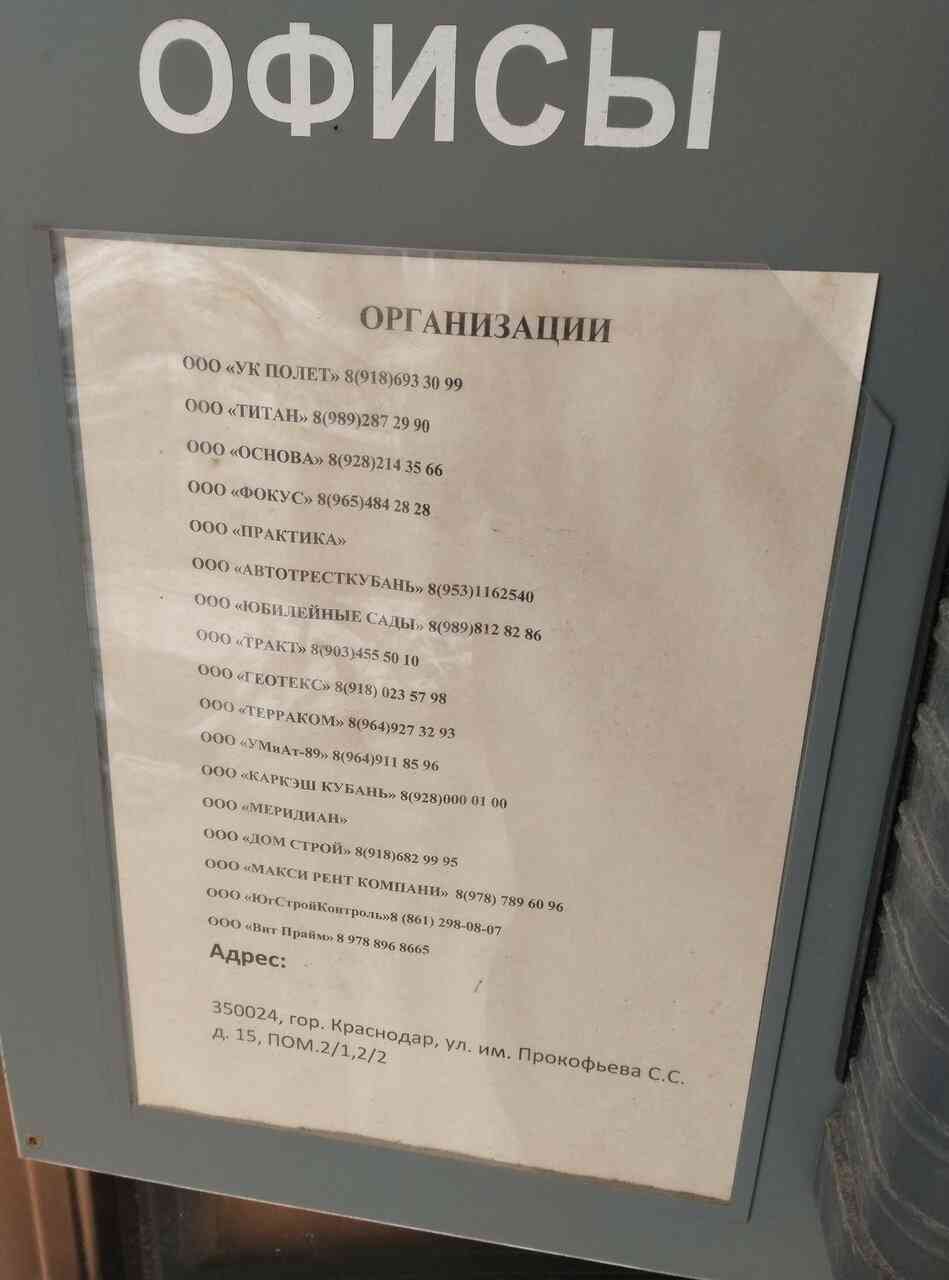 ОФИСЫ
ОРГАНИЗАЦИИ
ООО «УК ПОЛЕТ» 8(918)693 30 99
ООО «ТИТАН» 8(989)287 29 90
ООО «ОСНОВА» 8(928)214 35 66
ООО «ФОКУС» 8(965)484 28 28
ООО «ПРАКТИКА»
ООО «АВТОТРЕСТКУБАНЬ» 8(953)1162540
ООО «ЮБИЛЕЙНЫЕ САДЫ» 8(989)812 82 86
ООО «ТРАКТ» 8(903)455 50 10
ООО «ГЕОТЕКС» 8(918) 023 57 98
ООО «ТЕРРАКОМ» 8(964)927 32 93
ООО «УМиАт-89» 8(964)911 85 96
ООО «КАРКЭШ КУБАНЬ» 8(928)000 01 00
ООО «МЕРИДИАН»
ООО «ДОМ СТРОЙ» 8(918)682 99 95
ООО «МАКСИ РЕНТ КОМПАНИ» 8(978) 789 60 96
ООО «ЮгСтройКонтроль»8 (861) 298-08-07
ООО «Вит Прайм» 8 978 896 8665
Адрес:
350024, гор. Краснодар, ул. им. Прокофьева С.С.
д. 15, ПОМ.2/1,2/2